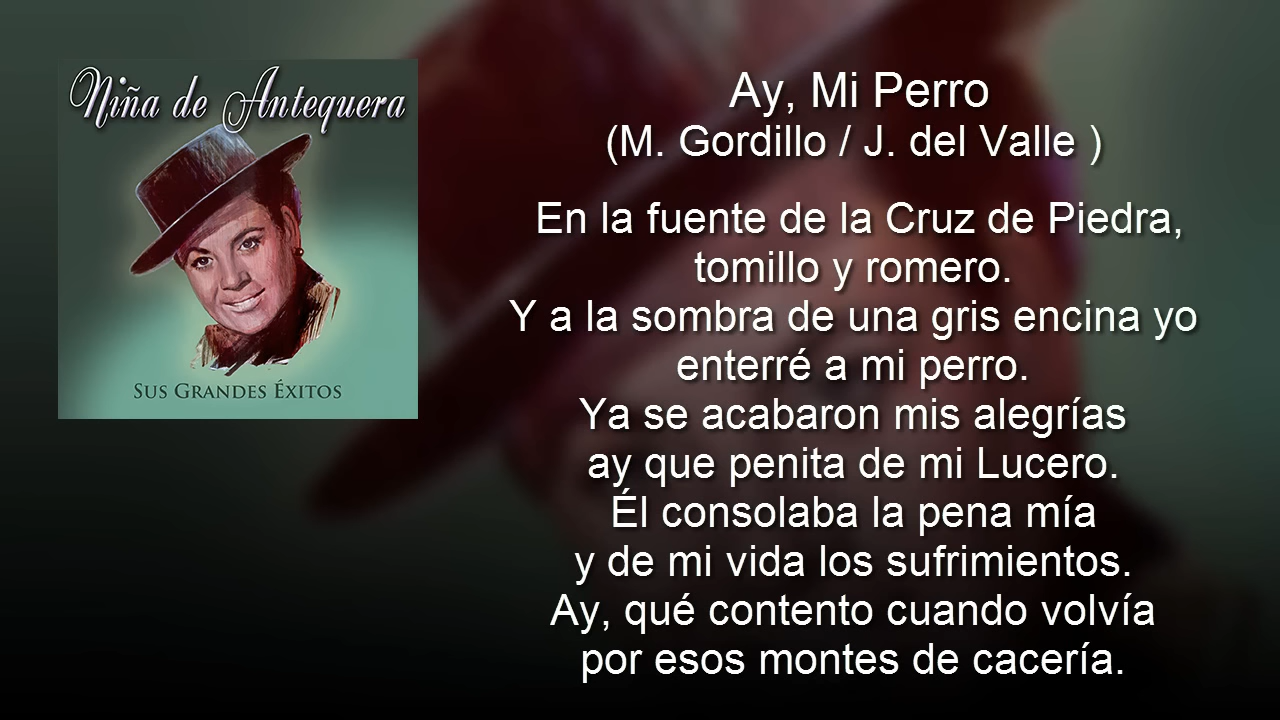 Niña de Antequera
SUS GRANDES ÉXITOS
Ay, Mi Perro
(M. Gordillo / J. del Valle )
En la fuente de la Cruz de Piedra,
tomillo y romero.
Y a la sombra de una gris encina yo
enterré a mi perro.
Ya se acabaron mis alegrías
ay que penita de mi Lucero.
Él consolaba la pena mía
y de mi vida los sufrimientos.
Ay, qué contento cuando volvía
por esos montes de cacería.